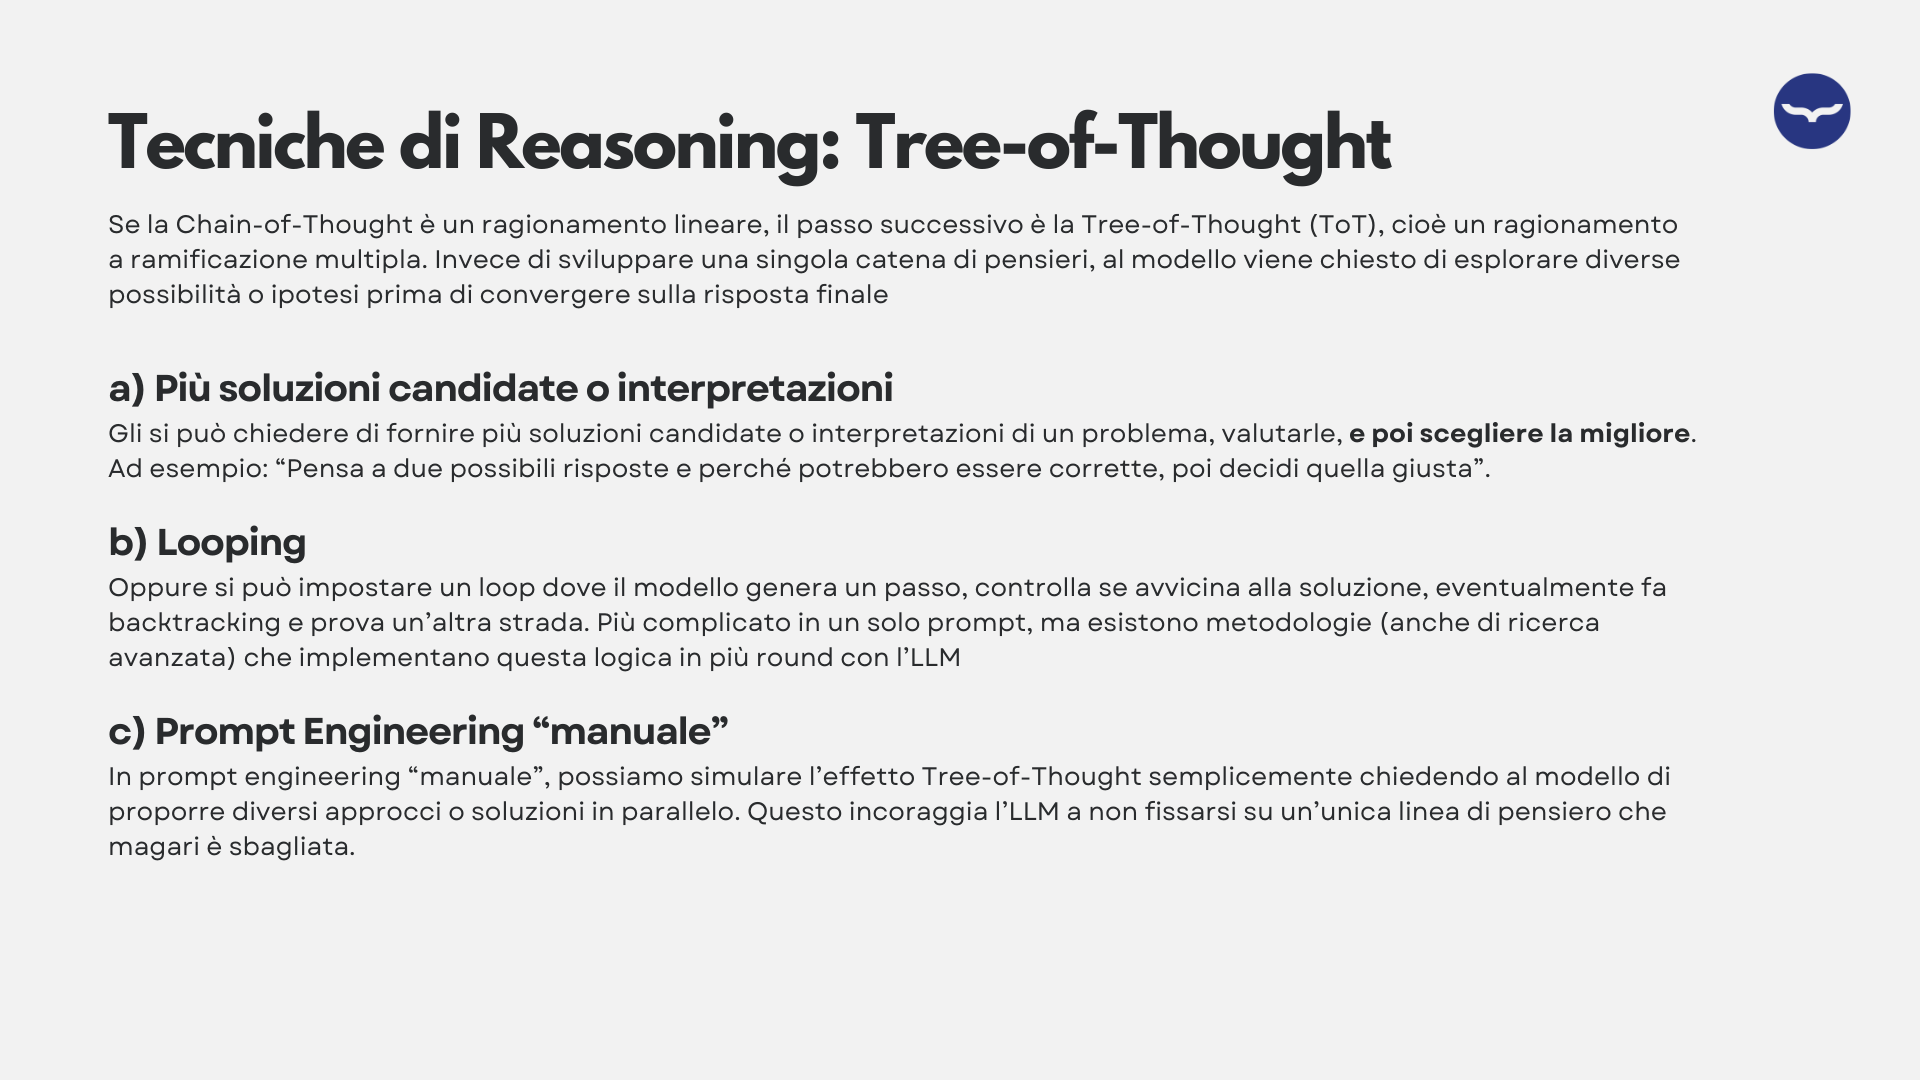 Tecniche di Reasoning: Tree-of-Thought
Se la Chain-of-Thought è un ragionamento lineare, il passo successivo è la Tree-of-Thought (ToT), cioè un ragionamento
a ramificazione multipla. Invece di sviluppare una singola catena di pensieri, al modello viene chiesto di esplorare diverse
possibilità o ipotesi prima di convergere sulla risposta finale
a) Più soluzioni candidate o interpretazioni
Gli si può chiedere di fornire più soluzioni candidate o interpretazioni di un problema, valutarle, e poi scegliere la migliore.
Ad esempio: “Pensa a due possibili risposte e perché potrebbero essere corrette, poi decidi quella giusta”.
b) Looping
Oppure si può impostare un loop dove il modello genera un passo, controlla se avvicina alla soluzione, eventualmente fa
backtracking e prova un’altra strada. Più complicato in un solo prompt, ma esistono metodologie (anche di ricerca
avanzata) che implementano questa logica in più round con l’LLM
c) Prompt Engineering “manuale”
In prompt engineering “manuale”, possiamo simulare l’effetto Tree-of-Thought semplicemente chiedendo al modello di
proporre diversi approcci o soluzioni in parallelo. Questo incoraggia l’LLM a non fissarsi su un’unica linea di pensiero che
magari è sbagliata.